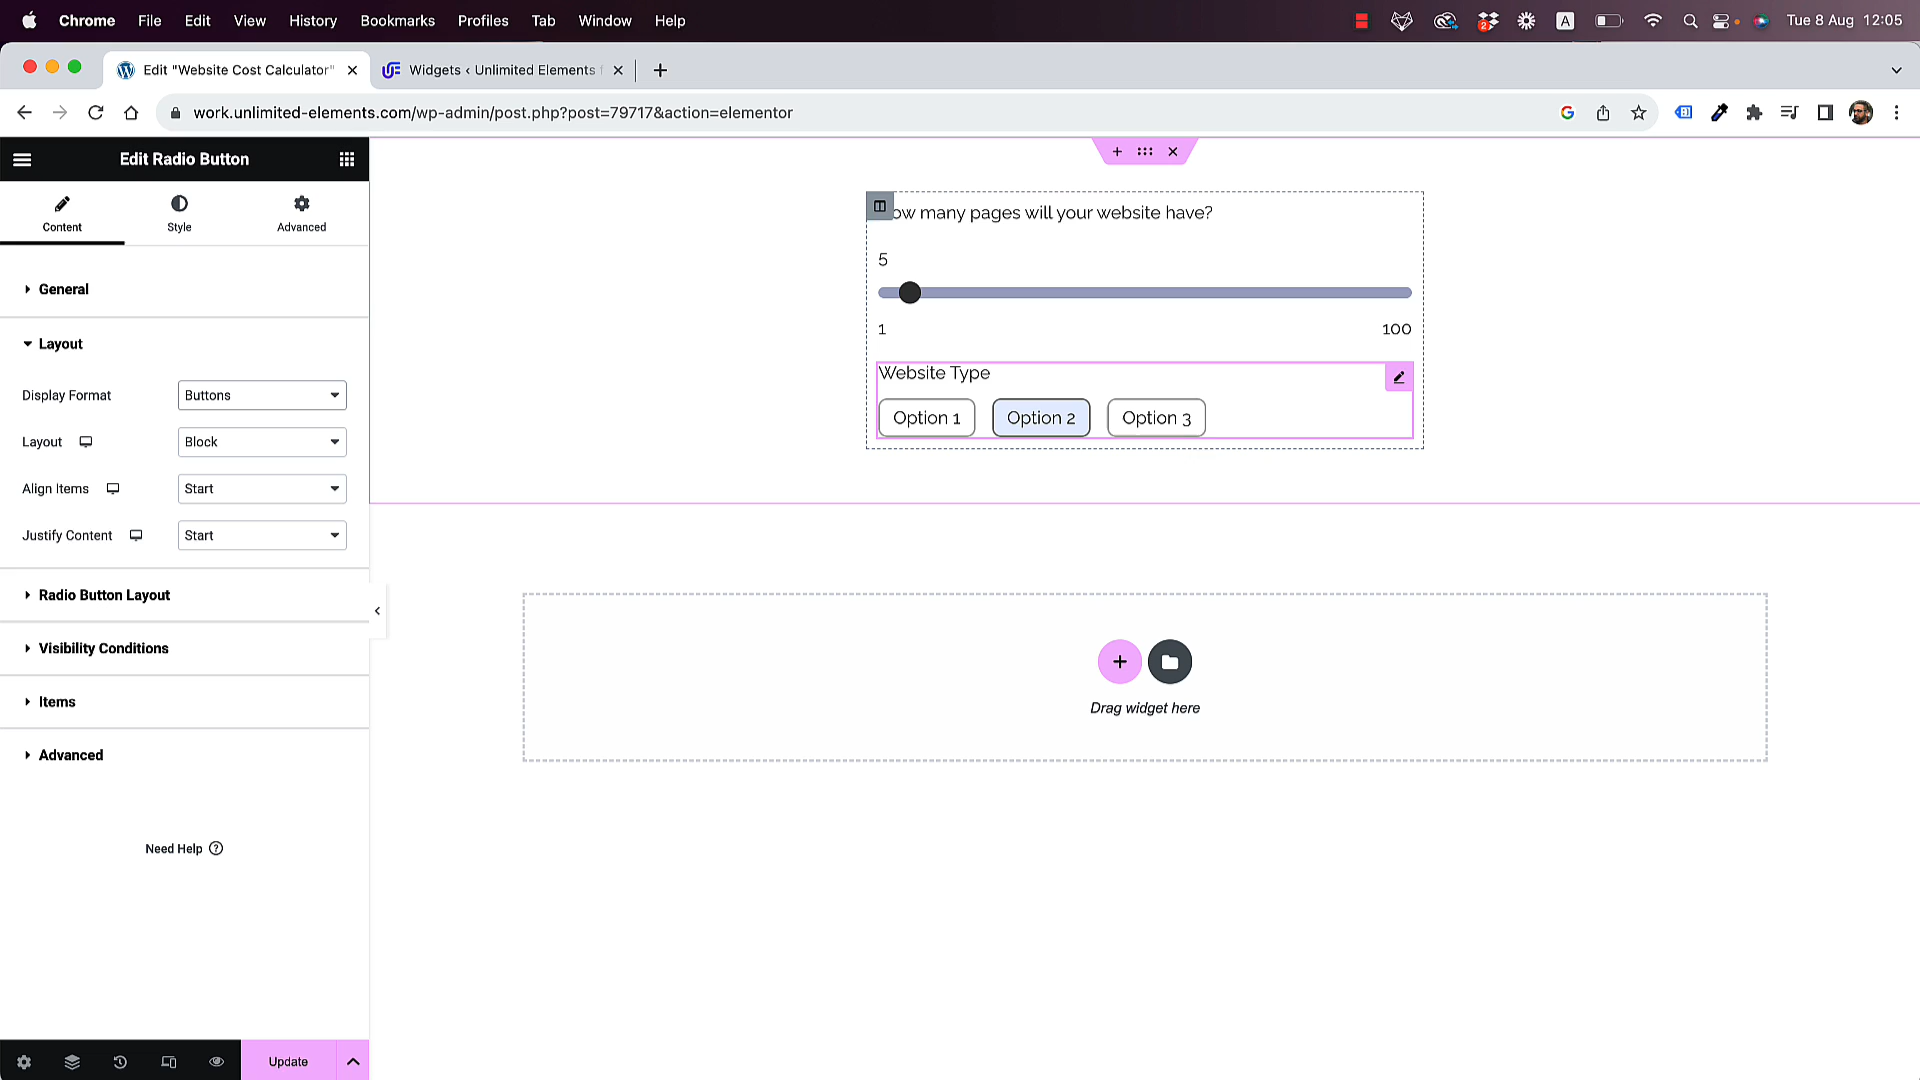 Chrome File Edit View History Bookmarks Profiles Tab Window Help
2 A Tue 8 Aug 12:05
Edit "Website Cost Calculator" Widgets ‹ Unlimited Elements
work.unlimited-elements.com/wp-admin/post.php?post=79717&action=elementor
Edit Radio Button
Content Style Advanced
General
Layout
Display Format Buttons
Layout Block
Align Items Start
Justify Content Start
Radio Button Layout
Visibility Conditions
Items
Advanced
Need Help ?
Update
ow many pages will your website have?
5
1 100
Website Type
Option 1 Option 2 Option 3
Drag widget here